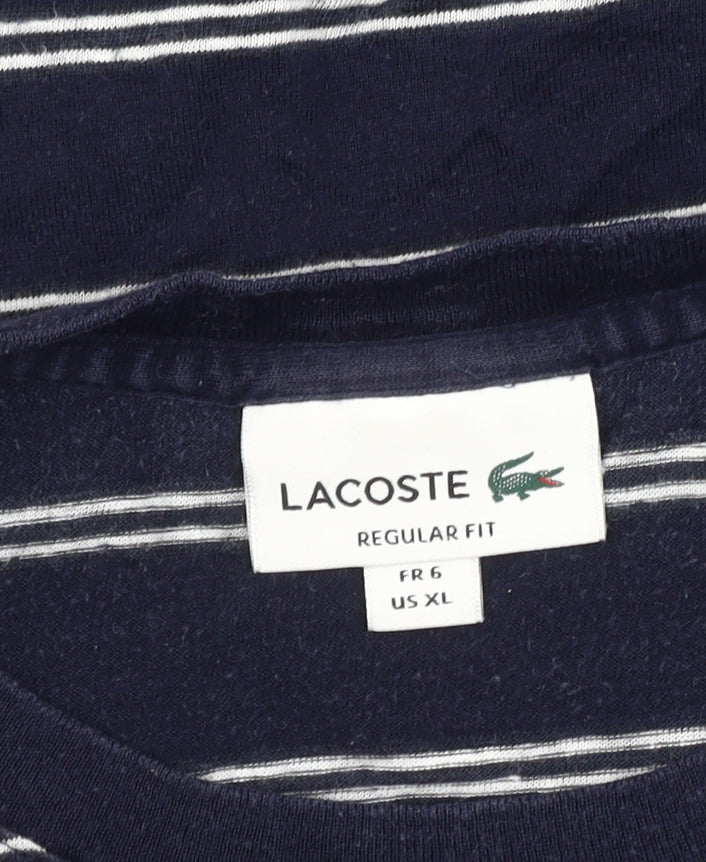 LACOSTE
REGULAR FIT
FR 6
US XL